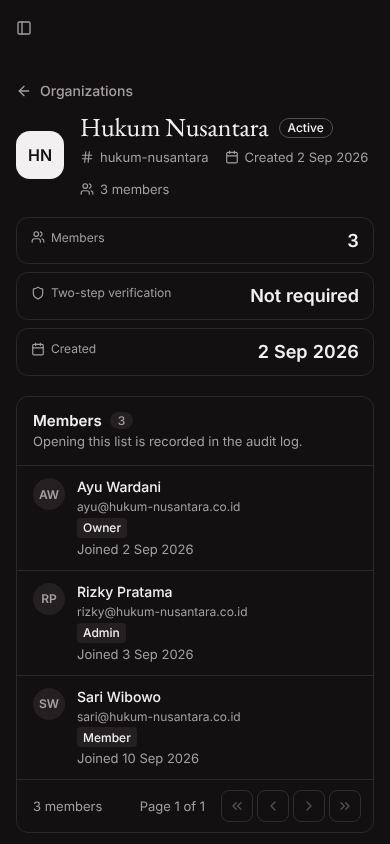 Organizations
Hukum Nusantara Active
HN
hukum-nusantara Created 2 Sep 2026
3 members
Members 3
Two-step verification Not required
Created 2 Sep 2026
Members 3
Opening this list is recorded in the audit log.
AW Ayu Wardani
ayu@hukum-nusantara.co.id
Owner
Joined 2 Sep 2026
RP Rizky Pratama
rizky@hukum-nusantara.co.id
Admin
Joined 3 Sep 2026
SW Sari Wibowo
sari@hukum-nusantara.co.id
Member
Joined 10 Sep 2026
3 members Page 1 of 1